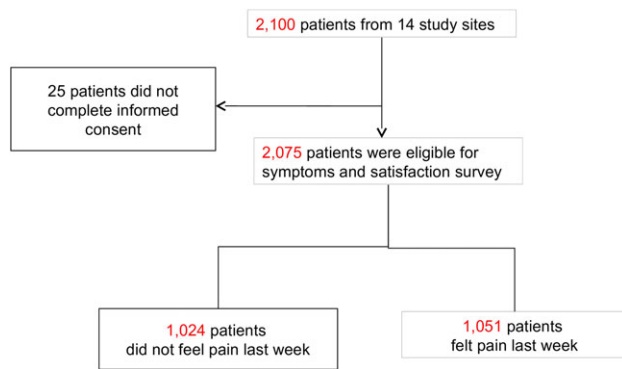 2,100 patients from 14 study sites
25 patients did not
complete informed
consent
2,075 patients were eligible for
symptoms and satisfaction survey
1,024 patients
did not feel pain last week
1,051 patients
felt pain last week